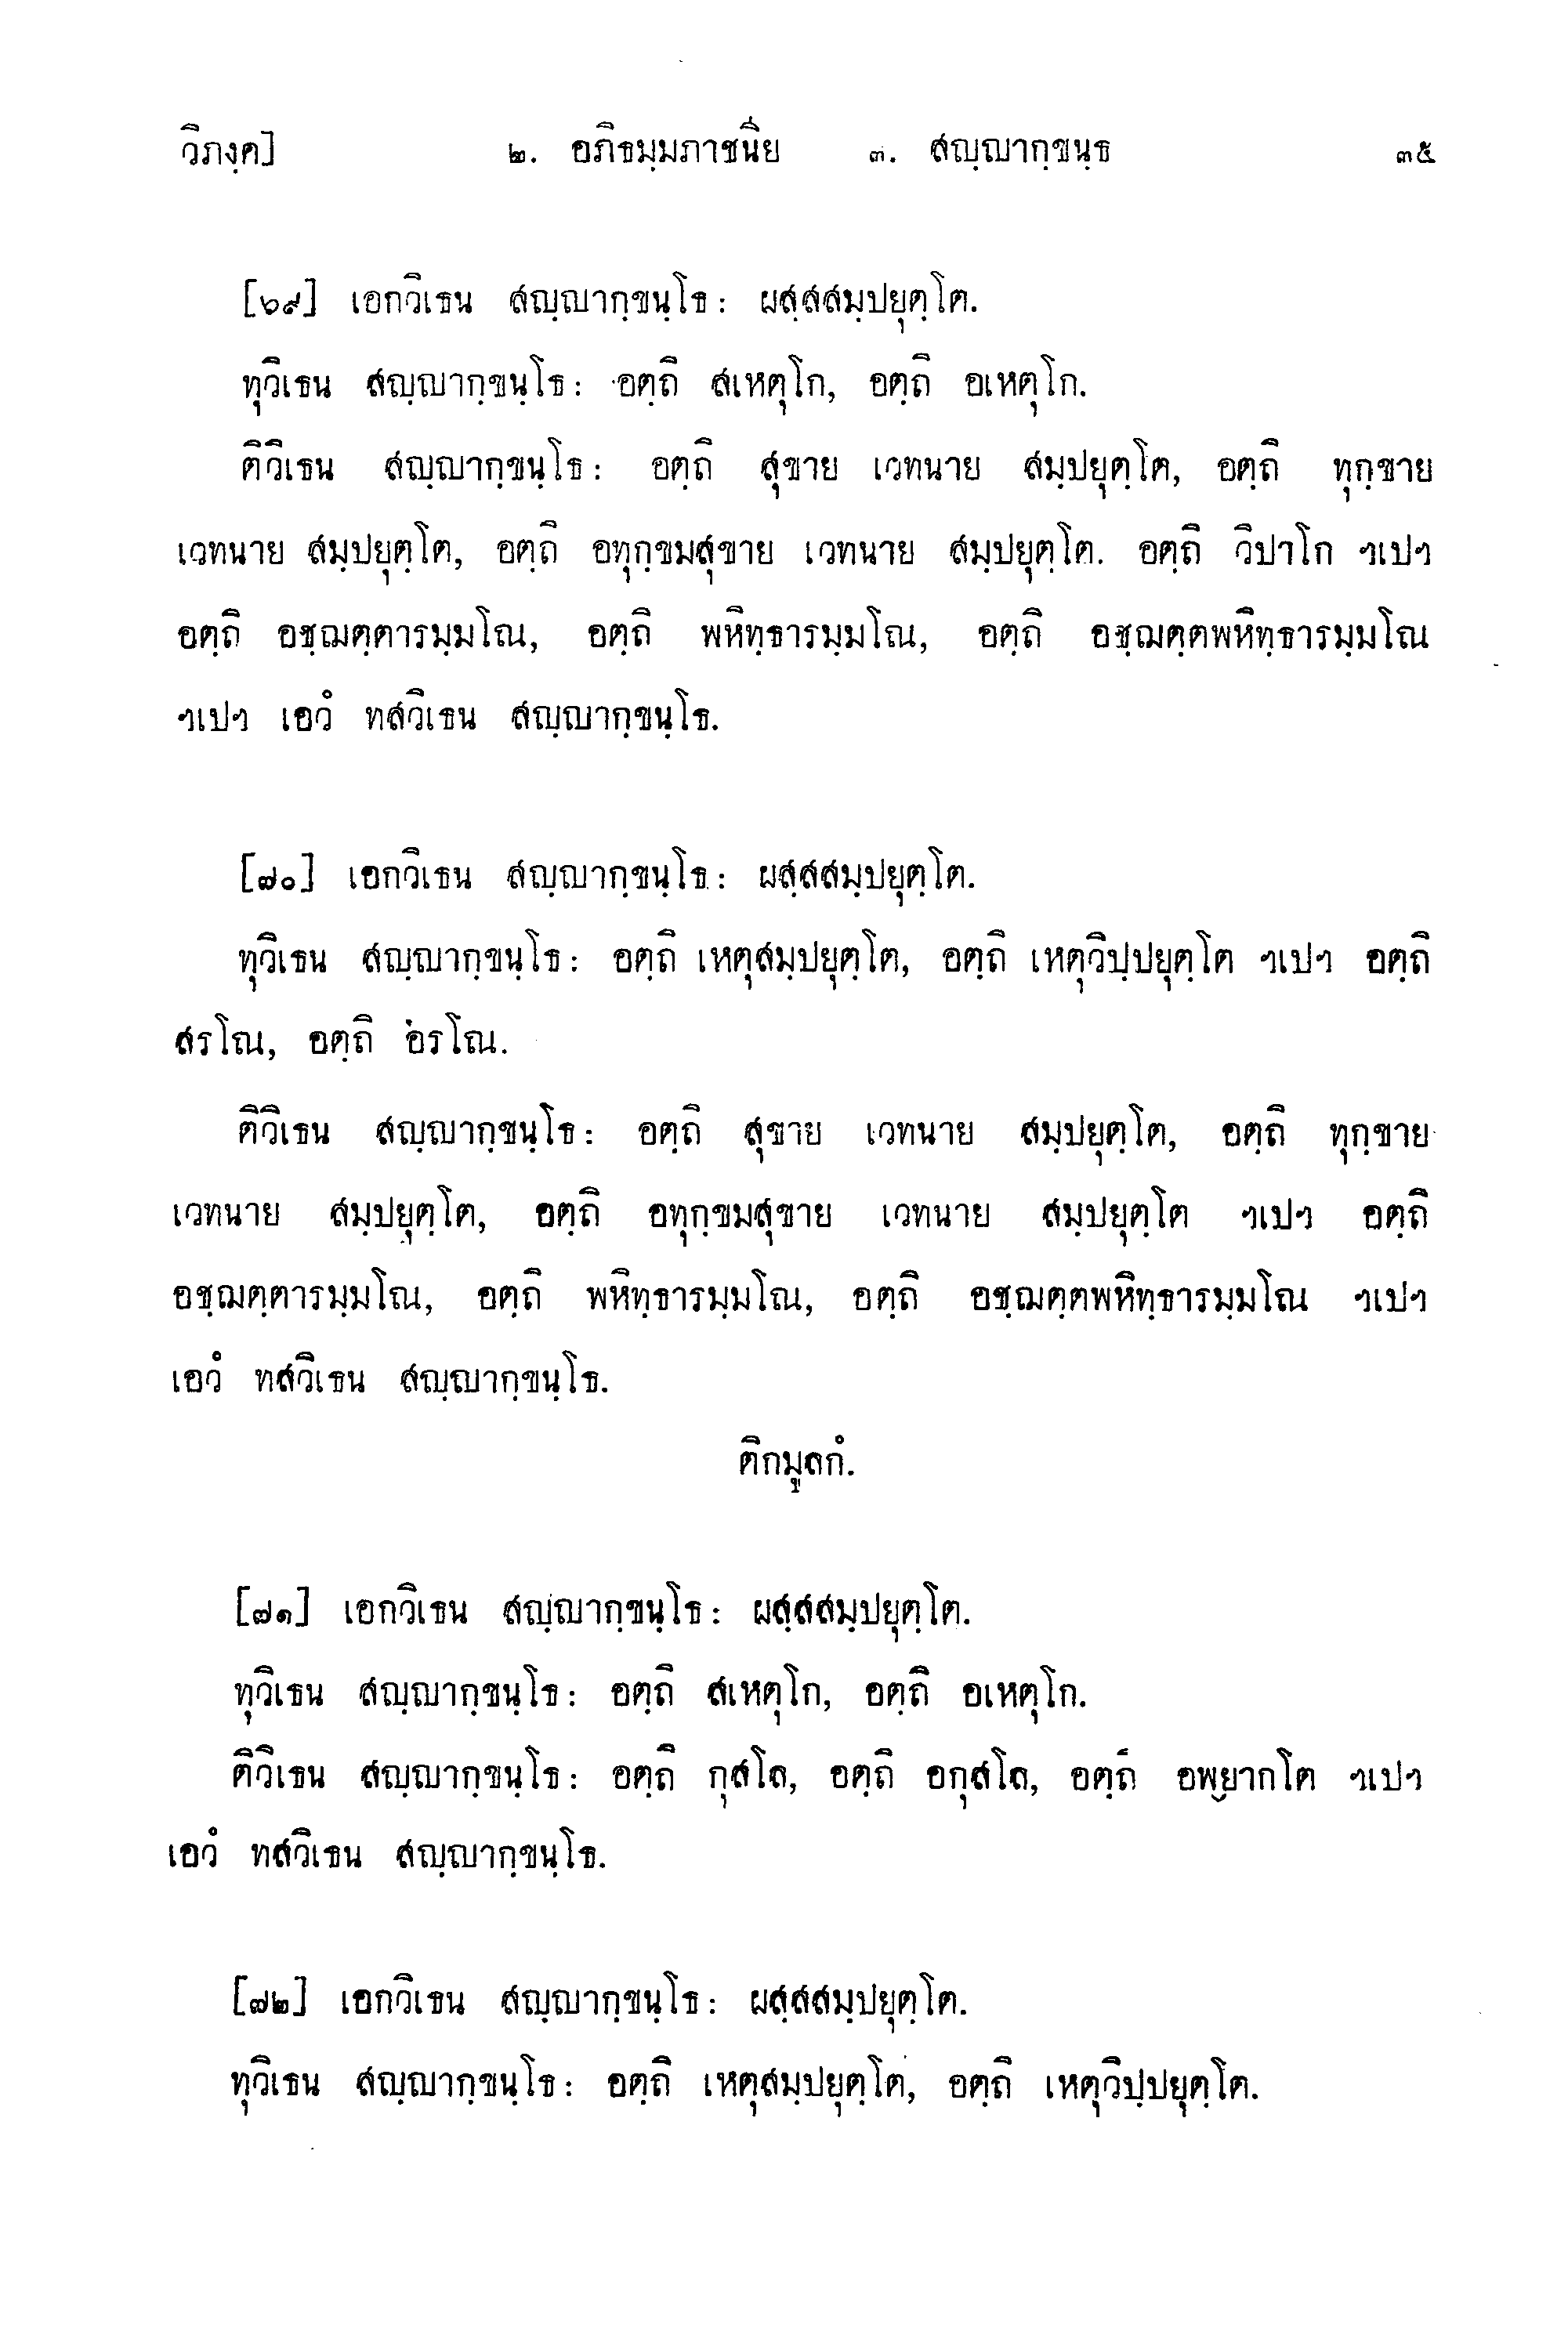 วิภงฺค] ๒. อภิธมฺมภาชนีย ๓. สญฺญากฺขนฺธ ๓๕
[๖๙] เอกวิเธน สญฺญากฺขนฺโธ: ผสฺสสมฺปยุตฺโต.
ทุวิเธน สญฺญากฺขนฺโธ: อตฺถิ สเหตุโก, อตฺถิ อเหตุโก.
ติวิเธน สญฺญากฺขนฺโธ: อตฺถิ สุขาย เวทนาย สมฺปยุตฺโต, อตฺถิ ทุกฺขาย
เวทนาย สมฺปยุตฺโต, อตฺถิ อทุกฺขมสุขาย เวทนาย สมฺปยุตฺโต. อตฺถิ วิปาโก ฯเปฯ
อตฺถิ อชฺฌตฺตารมฺมโณ, อตฺถิ พหิทฺธารมฺมโณ, อตฺถิ อชฺฌตฺตพหิทฺธารมฺมโณ
ฯเปฯ เอวํ ทสวิเธน สญฺญากฺขนฺโธ.
[๗๐] เอกวิเธน สญฺญากฺขนฺโธ: ผสฺสสมฺปยุตฺโต.
ทุวิเธน สญฺญากฺขนฺโธ: อตฺถิ เหตุสมฺปยุตฺโต, อตฺถิ เหตุวิปฺปยุตฺโต ฯเปฯ อตฺถิ
สรโณ, อตฺถิ อรโณ.
ติวิเธน สญฺญากฺขนฺโธ: อตฺถิ สุขาย เวทนาย สมฺปยุตฺโต, อตฺถิ ทุกฺขาย
เวทนาย สมฺปยุตฺโต, อตฺถิ อทุกฺขมสุขาย เวทนาย สมฺปยุตฺโต ฯเปฯ อตฺถิ
อชฺฌตฺตารมฺมโณ, อตฺถิ พหิทฺธารมฺมโณ, อตฺถิ อชฺฌตฺตพหิทฺธารมฺมโณ ฯเปฯ
เอวํ ทสวิเธน สญฺญากฺขนฺโธ.
ติกมูลกํ.
[๗๑] เอกวิเธน สญฺญากฺขนฺโธ: ผสฺสสมฺปยุตฺโต.
ทุวิเธน สญฺญากฺขนฺโธ: อตฺถิ สเหตุโก, อตฺถิ อเหตุโก.
ติวิเธน สญฺญากฺขนฺโธ: อตฺถิ กุสโล, อตฺถิ อกุสโล, อตฺถิ อพฺยากโต ฯเปฯ
เอวํ ทสวิเธน สญฺญากฺขนฺโธ.
[๗๒] เอกวิเธน สญฺญากฺขนฺโธ: ผสฺสสมฺปยุตฺโต.
ทุวิเธน สญฺญากฺขนฺโธ: อตฺถิ เหตุสมฺปยุตฺโต, อตฺถิ เหตุวิปฺปยุตฺโต.